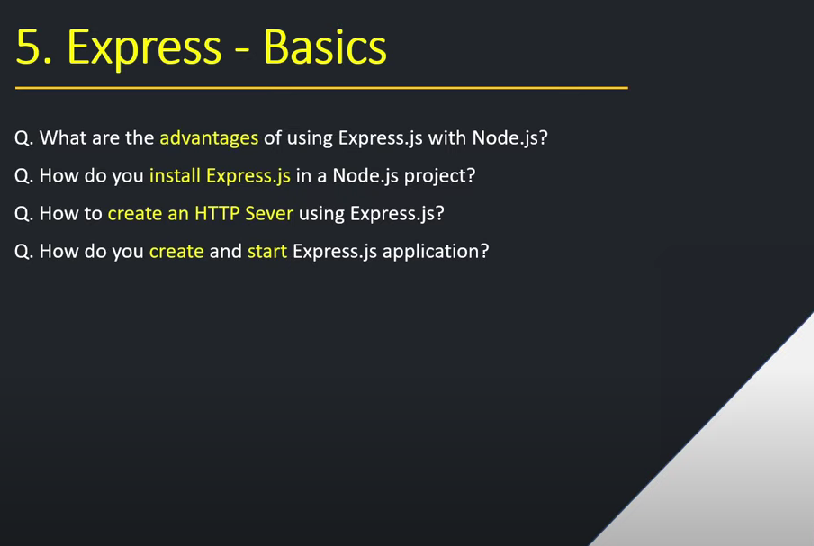 5. Express - Basics
Q. What are the advantages of using Express.js with Node.js?
Q. How do you install Express.js in a Node.js project?
Q. How to create an HTTP Sever using Express.js?
Q. How do you create and start Express.js application?